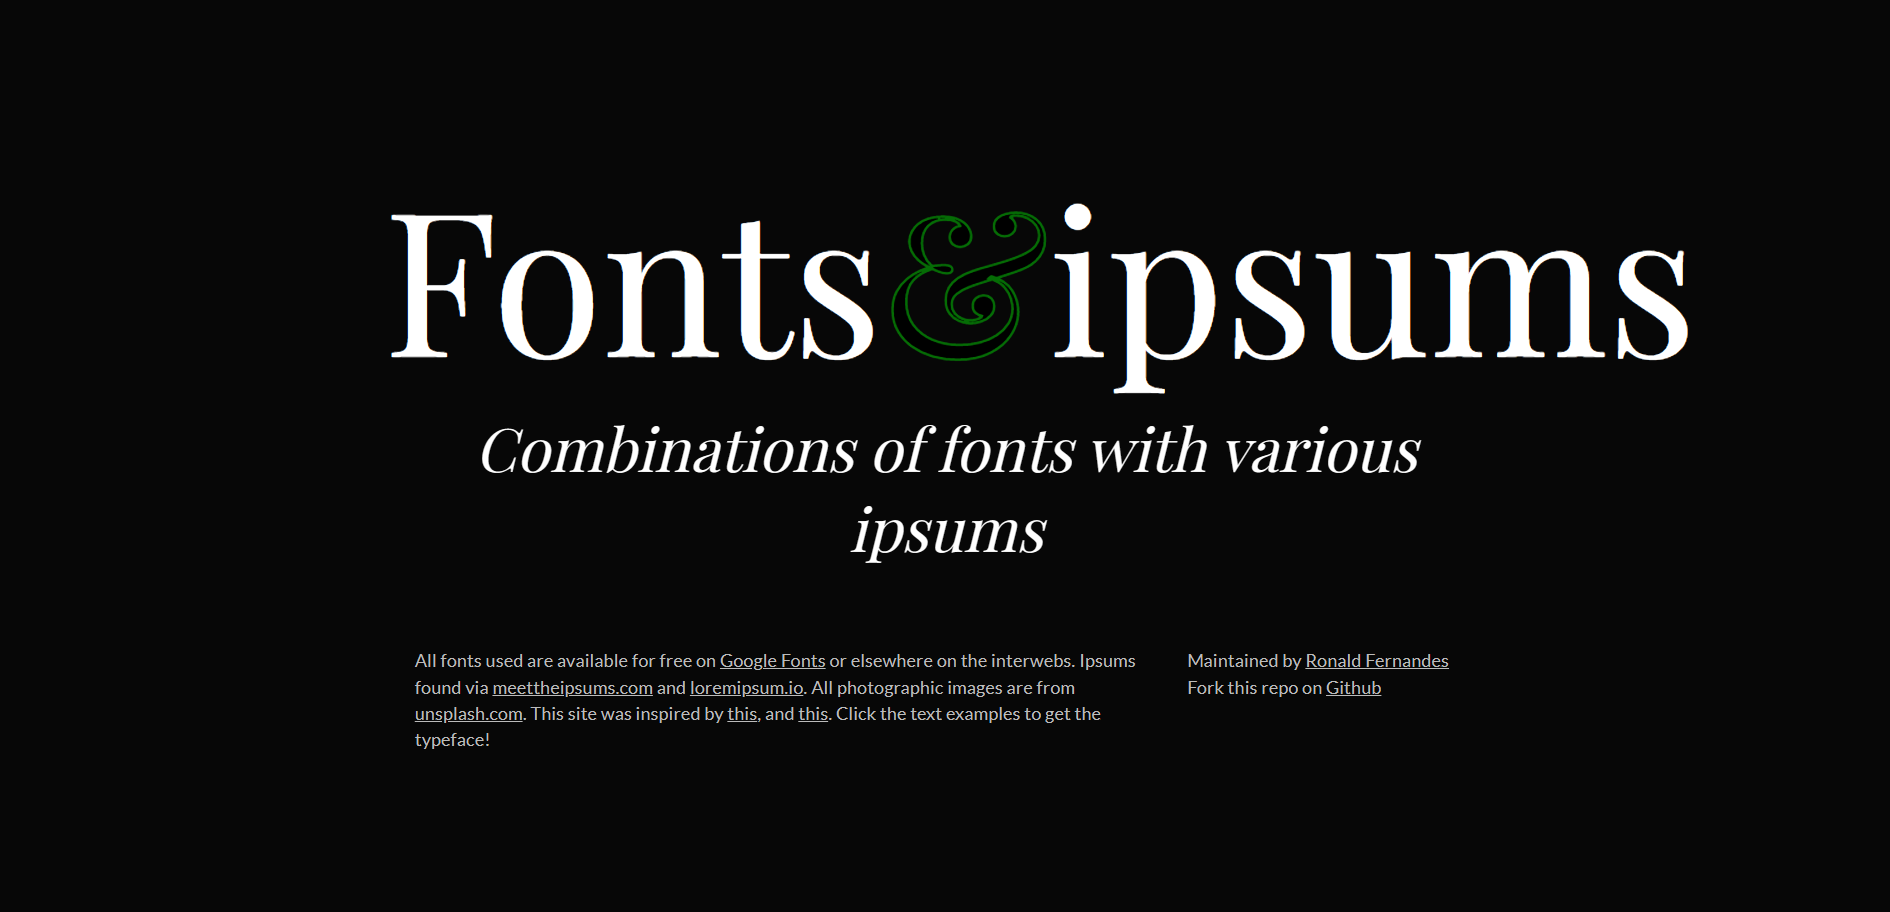 Fonts&ipsums
Combinations of fonts with various
ipsums
All fonts used are available for free on Google Fonts or elsewhere on the interwebs. Ipsums
found via meettheipsums.com and loremipsum.io. All photographic images are from
unsplash.com. This site was inspired by this, and this. Click the text examples to get the
typeface!
Maintained by Ronald Fernandes
Fork this repo on Github